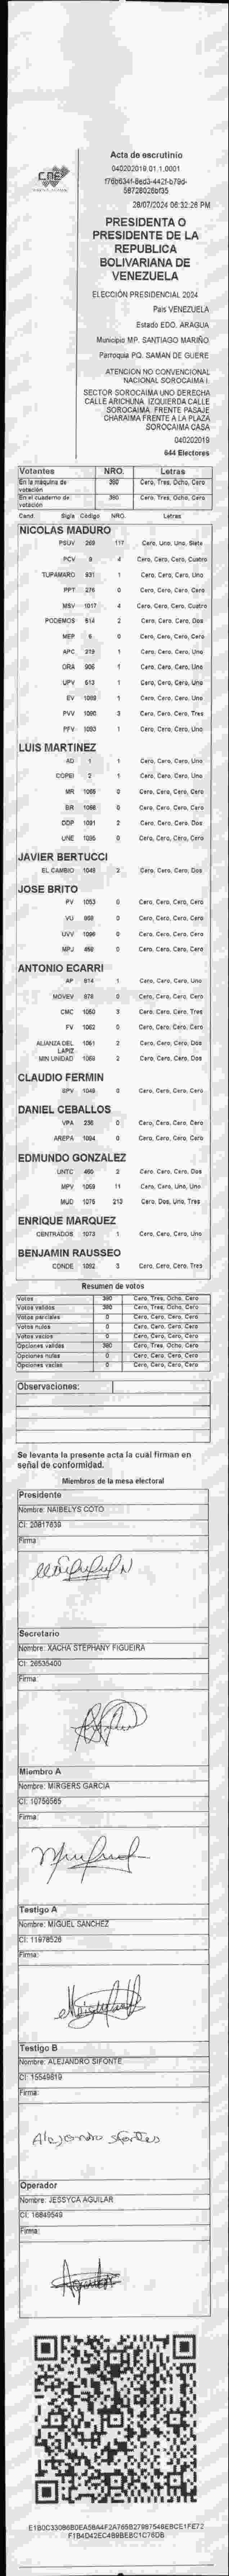 CNE
Acta de escrutinio
040202019.01.1.0001
28/07/2024 06:32:26 PM
PRESIDENTA O
PRESIDENTE DE LA
REPUBLICA
BOLIVARIANA DE
VENEZUELA
ELECCIÓN PRESIDENCIAL 2024
Pais VENEZUELA
Estado EDO. ARAGUA
Municipio MP. SANTIAGO MARIÑO
Parroquia PQ. SAMAN DE GUERE
ATENCION NO CONVENCIONAL
NACIONAL SOROCAIMA I
SECTOR SOROCAIMA UNO DERECHA
CALLE ARICHUNA. IZQUIERDA CALLE
SOROCAIMA. FRENTE PASAJE
CHARAIMA FRENTE A LA PLAZA
SOROCAIMA CASA
040202019
644 Electores
Votantes NRO. Letras
En la máquina de votación 380 Cero, Tres, Ocho, Cero
En el cuaderno de votación 380 Cero, Tres, Ocho, Cero
Cand. Sigla Código NRO. Letras
NICOLAS MADURO
PSUV 269 117 Cero, Uno, Uno, Siete
PCV 9 4 Cero, Cero, Cero, Cuatro
TUPAMARO 931 1 Cero, Cero, Cero, Uno
PPT 276 0 Cero, Cero, Cero, Cero
MSV 1017 4 Cero, Cero, Cero, Cuatro
PODEMOS 514 2 Cero, Cero, Cero, Dos
MEP 6 0 Cero, Cero, Cero, Cero
APC 219 1 Cero, Cero, Cero, Uno
ORA 906 1 Cero, Cero, Cero, Uno
UPV 513 1 Cero, Cero, Cero, Uno
EV 1089 1 Cero, Cero, Cero, Uno
PVV 1090 3 Cero, Cero, Cero, Tres
PFV 1093 1 Cero, Cero, Cero, Uno
LUIS MARTINEZ
AD 1 1 Cero, Cero, Cero, Uno
COPEI 2 1 Cero, Cero, Cero, Uno
MR 1066 0 Cero, Cero, Cero, Cero
BR 1068 0 Cero, Cero, Cero, Cero
DDP 1091 2 Cero, Cero, Cero, Dos
UNE 1095 0 Cero, Cero, Cero, Cero
JAVIER BERTUCCI
EL CAMBIO 1048 2 Cero, Cero, Cero, Dos
JOSE BRITO
PV 1053 0 Cero, Cero, Cero, Cero
VU 868 0 Cero, Cero, Cero, Cero
UVV 1096 0 Cero, Cero, Cero, Cero
MPJ 450 0 Cero, Cero, Cero, Cero
ANTONIO ECARRI
AP 814 1 Cero, Cero, Cero, Uno
MOVEV 878 0 Cero, Cero, Cero, Cero
CMC 1050 3 Cero, Cero, Cero, Tres
FV 1062 0 Cero, Cero, Cero, Cero
ALIANZA DEL LAPIZ 1061 2 Cero, Cero, Cero, Dos
MIN UNIDAD 1069 2 Cero, Cero, Cero, Dos
CLAUDIO FERMIN
SPV 1049 0 Cero, Cero, Cero, Cero
DANIEL CEBALLOS
VPA 236 0 Cero, Cero, Cero, Cero
AREPA 1094 0 Cero, Cero, Cero, Cero
EDMUNDO GONZALEZ
UNTC 460 2 Cero, Cero, Cero, Dos
MPV 1059 11 Cero, Cero, Uno, Uno
MUD 1076 213 Cero, Dos, Uno, Tres
ENRIQUE MARQUEZ
CENTRADOS 1073 1 Cero, Cero, Cero, Uno
BENJAMIN RAUSSEO
CONDE 1092 3 Cero, Cero, Cero, Tres
Resumen de votos
Votos 380 Cero, Tres, Ocho, Cero
Votos validos 380 Cero, Tres, Ocho, Cero
Votos parciales 0 Cero, Cero, Cero, Cero
Votos nulos 0 Cero, Cero, Cero, Cero
Votos vacios 0 Cero, Cero, Cero, Cero
Opciones validas 380 Cero, Tres, Ocho, Cero
Opciones nulas 0 Cero, Cero, Cero, Cero
Opciones vacias 0 Cero, Cero, Cero, Cero
Observaciones:
Se levanta la presente acta la cual firman en
señal de conformidad.
Miembros de la mesa electoral
Presidente
Nombre: NAIBELYS COTO
CI: 20817639
Firma:
Secretario
Nombre: XACHA STEPHANY FIGUEIRA
CI: 26535400
Firma:
Miembro A
Nombre: MIRGERS GARCIA
CI: 10756565
Firma:
Testigo A
Nombre: MIGUEL SANCHEZ
CI: 11978526
Firma:
Testigo B
Nombre: ALEJANDRO SIFONTE
CI: 15549619
Firma:
Alejandro sifontes
Operador
Nombre: JESSYCA AGUILAR
CI: 16849549
Firma: